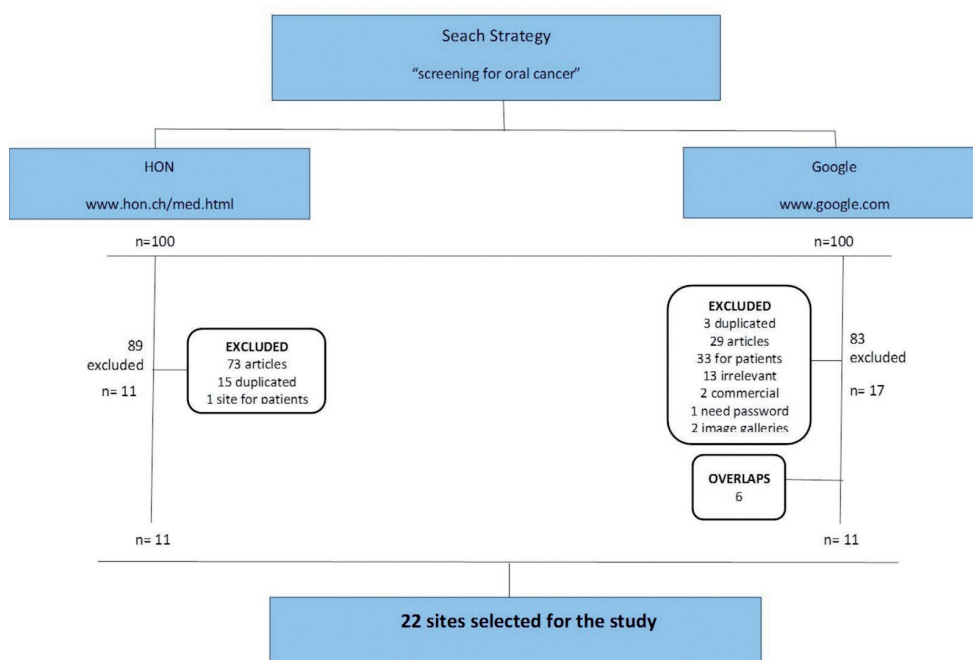 Seach Strategy
“screening for oral cancer”
HON
www.hon.ch/med.html
Google
www.google.com
n=100
n=100
89
excluded
n= 11
EXCLUDED
73 articles
15 duplicated
1 site for patients
EXCLUDED
3 duplicated
29 articles
33 for patients
13 irrelevant
2 commercial
1 need password
2 image galleries
83
excluded
n= 17
OVERLAPS
6
n= 11
n= 11
22 sites selected for the study